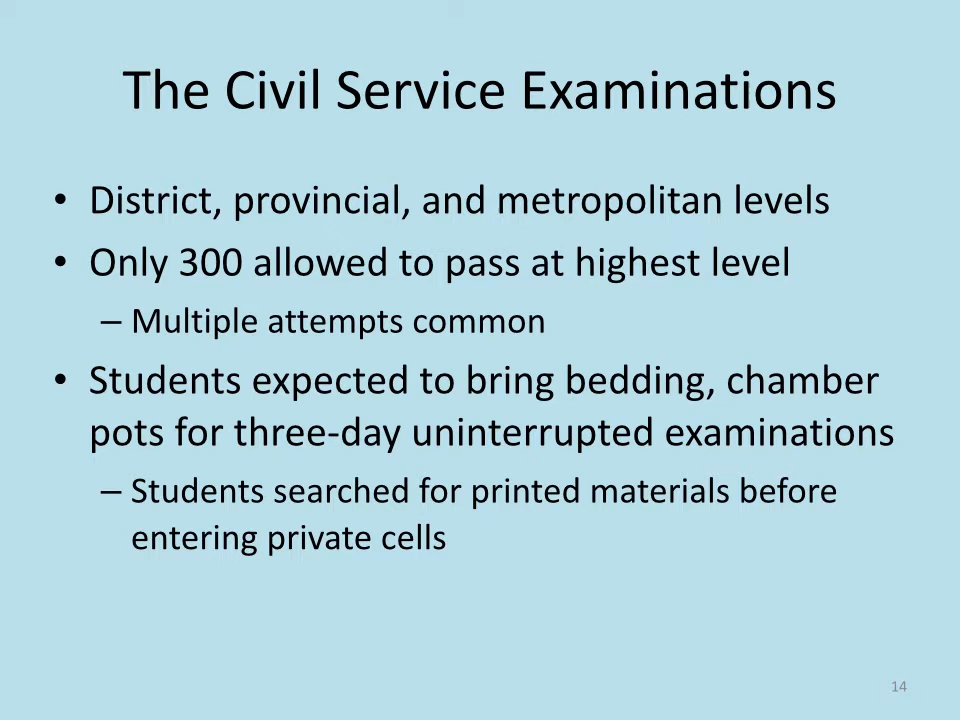 The Civil Service Examinations
• District, provincial, and metropolitan levels
• Only 300 allowed to pass at highest level
– Multiple attempts common
• Students expected to bring bedding, chamber
pots for three-day uninterrupted examinations
– Students searched for printed materials before
entering private cells
14